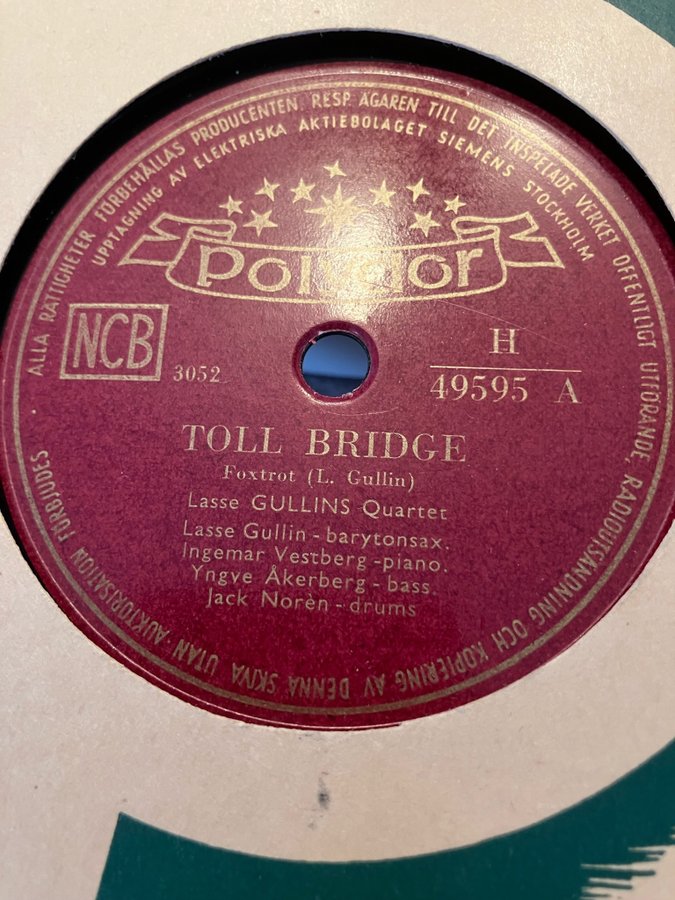 ALLA RÄTTIGHETER FÖRBEHÅLLAS PRODUCENTEN RESP. ÄGAREN TILL DET INSPELADE VERKET OFFENTLIGT UTFÖRANDE, RADIOUTSÄNDNING OCH KOPIERING AV DENNA SKIVA UTAN AUKTORISATION FÖRBJUDES
UPPTAGNING AV ELEKTRISKA AKTIEBOLAGET SIEMENS STOCKHOLM
Polydor
NCB
3052
H
49595 A
TOLL BRIDGE
Foxtrot (L. Gullin)
Lasse GULLINS Quartet
Lasse Gullin - barytonsax.
Ingemar Vestberg - piano.
Yngve Åkerberg - bass.
Jack Norèn - drums